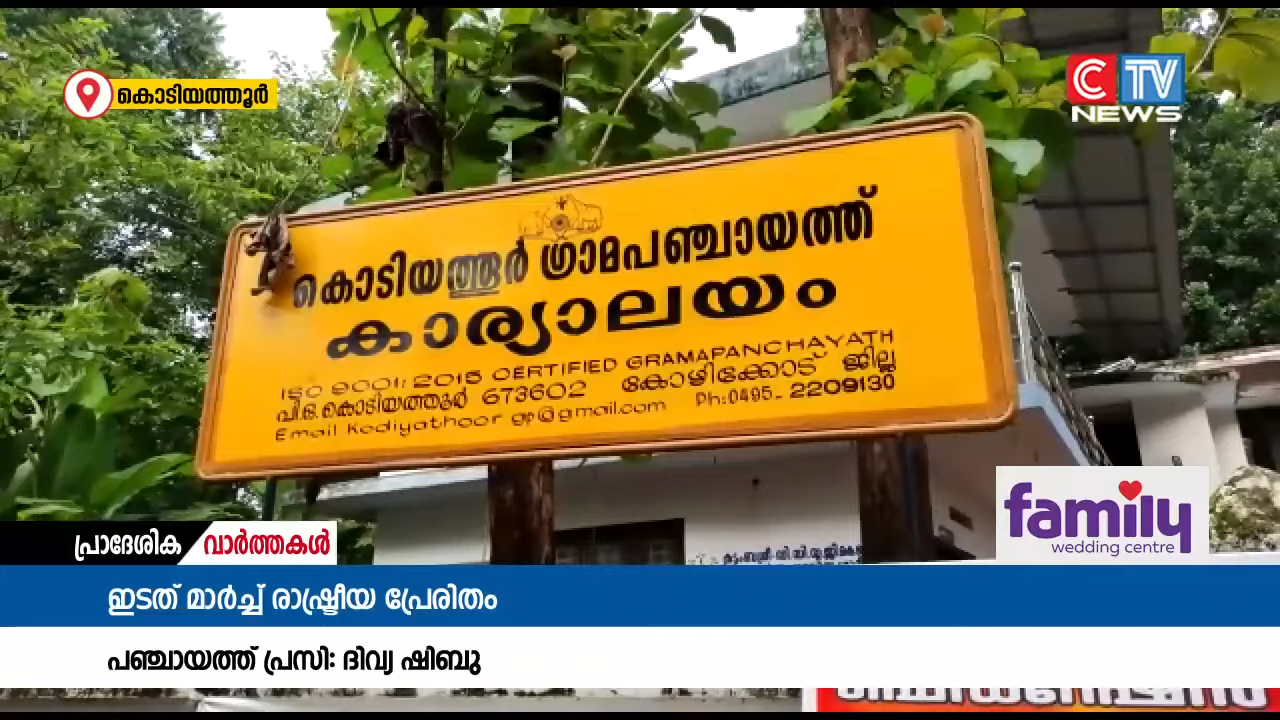 കൊടിയത്തൂർ
CTV
NEWS
കൊടിയത്തൂർ ഗ്രാമപഞ്ചായത്ത്
കാര്യാലയം
ISO 9001:2015 CERTIFIED GRAMAPANCHAYATH
പി.ഒ.കൊടിയത്തൂർ 673602 കോഴിക്കോട് ജില്ല
Email Kodiyathoor gp@gmail.com Ph:0495-2209130
family
wedding centre
പ്രാദേശിക വാർത്തകൾ
ഇടത് മാർച്ച് രാഷ്ട്രീയ പ്രേരിതം
പഞ്ചായത്ത് പ്രസി: ദിവ്യ ഷിബു